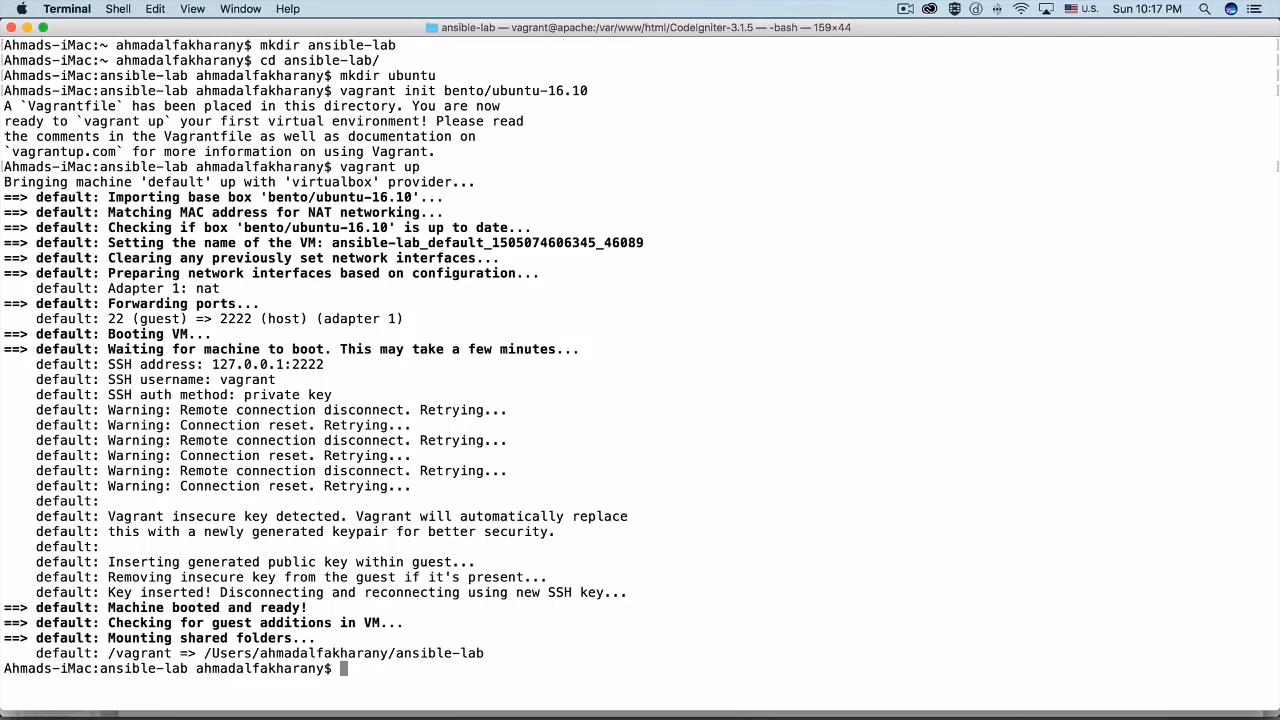 Terminal Shell Edit View Window Help U.S. Sun 10:17 PM
ansible-lab — vagrant@apache:/var/www/html/CodeIgniter-3.1.5 — -bash — 159×44
Ahmads-iMac:~ ahmadalfakharany$ mkdir ansible-lab
Ahmads-iMac:~ ahmadalfakharany$ cd ansible-lab/
Ahmads-iMac:ansible-lab ahmadalfakharany$ mkdir ubuntu
Ahmads-iMac:ansible-lab ahmadalfakharany$ vagrant init bento/ubuntu-16.10
A `Vagrantfile` has been placed in this directory. You are now
ready to `vagrant up` your first virtual environment! Please read
the comments in the Vagrantfile as well as documentation on
`vagrantup.com` for more information on using Vagrant.
Ahmads-iMac:ansible-lab ahmadalfakharany$ vagrant up
Bringing machine 'default' up with 'virtualbox' provider...
==> default: Importing base box 'bento/ubuntu-16.10'...
==> default: Matching MAC address for NAT networking...
==> default: Checking if box 'bento/ubuntu-16.10' is up to date...
==> default: Setting the name of the VM: ansible-lab_default_1505074606345_46089
==> default: Clearing any previously set network interfaces...
==> default: Preparing network interfaces based on configuration...
default: Adapter 1: nat
==> default: Forwarding ports...
default: 22 (guest) => 2222 (host) (adapter 1)
==> default: Booting VM...
==> default: Waiting for machine to boot. This may take a few minutes...
default: SSH address: 127.0.0.1:2222
default: SSH username: vagrant
default: SSH auth method: private key
default: Warning: Remote connection disconnect. Retrying...
default: Warning: Connection reset. Retrying...
default: Warning: Remote connection disconnect. Retrying...
default: Warning: Connection reset. Retrying...
default: Warning: Remote connection disconnect. Retrying...
default: Warning: Connection reset. Retrying...
default:
default: Vagrant insecure key detected. Vagrant will automatically replace
default: this with a newly generated keypair for better security.
default:
default: Inserting generated public key within guest...
default: Removing insecure key from the guest if it's present...
default: Key inserted! Disconnecting and reconnecting using new SSH key...
==> default: Machine booted and ready!
==> default: Checking for guest additions in VM...
==> default: Mounting shared folders...
default: /vagrant => /Users/ahmadalfakharany/ansible-lab
Ahmads-iMac:ansible-lab ahmadalfakharany$